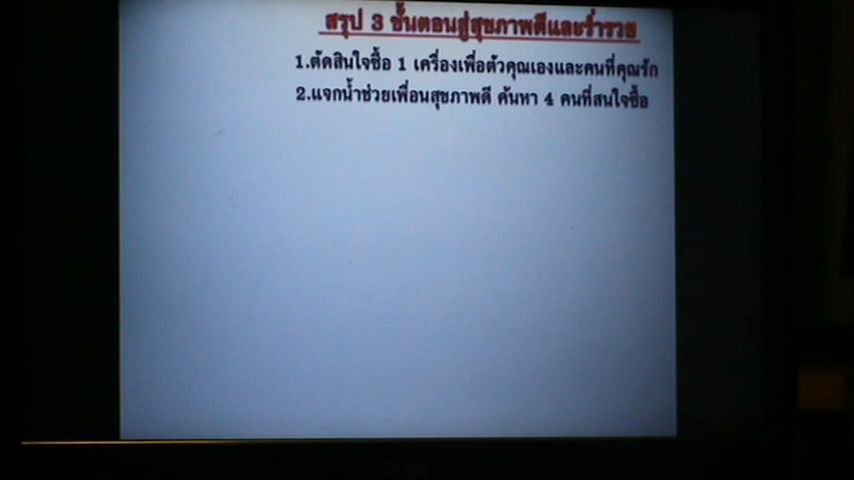 สรุป 3 ขั้นตอนสู่สุขภาพดีและร่ำรวย
1.ตัดสินใจซื้อ 1 เครื่องเพื่อตัวคุณเองและคนที่คุณรัก
2.แจกน้ำช่วยเพื่อนสุขภาพดี ค้นหา 4 คนที่สนใจซื้อ